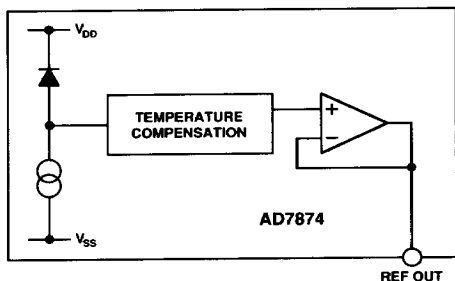 V_DD
TEMPERATURE
COMPENSATION
+
−
AD7874
V_SS
REF OUT